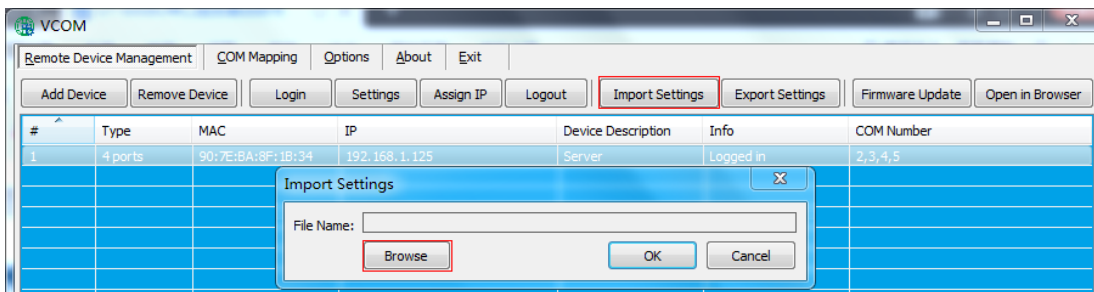 VCOM
Remote Device Management COM Mapping Options About Exit
Add Device Remove Device Login Settings Assign IP Logout Import Settings Export Settings Firmware Update Open in Browser
# Type MAC IP Device Description Info COM Number
1 4 ports 90:7E:BA:8F:1B:34 192.168.1.125 Server Logged in 2,3,4,5
Import Settings
File Name:
Browse OK Cancel